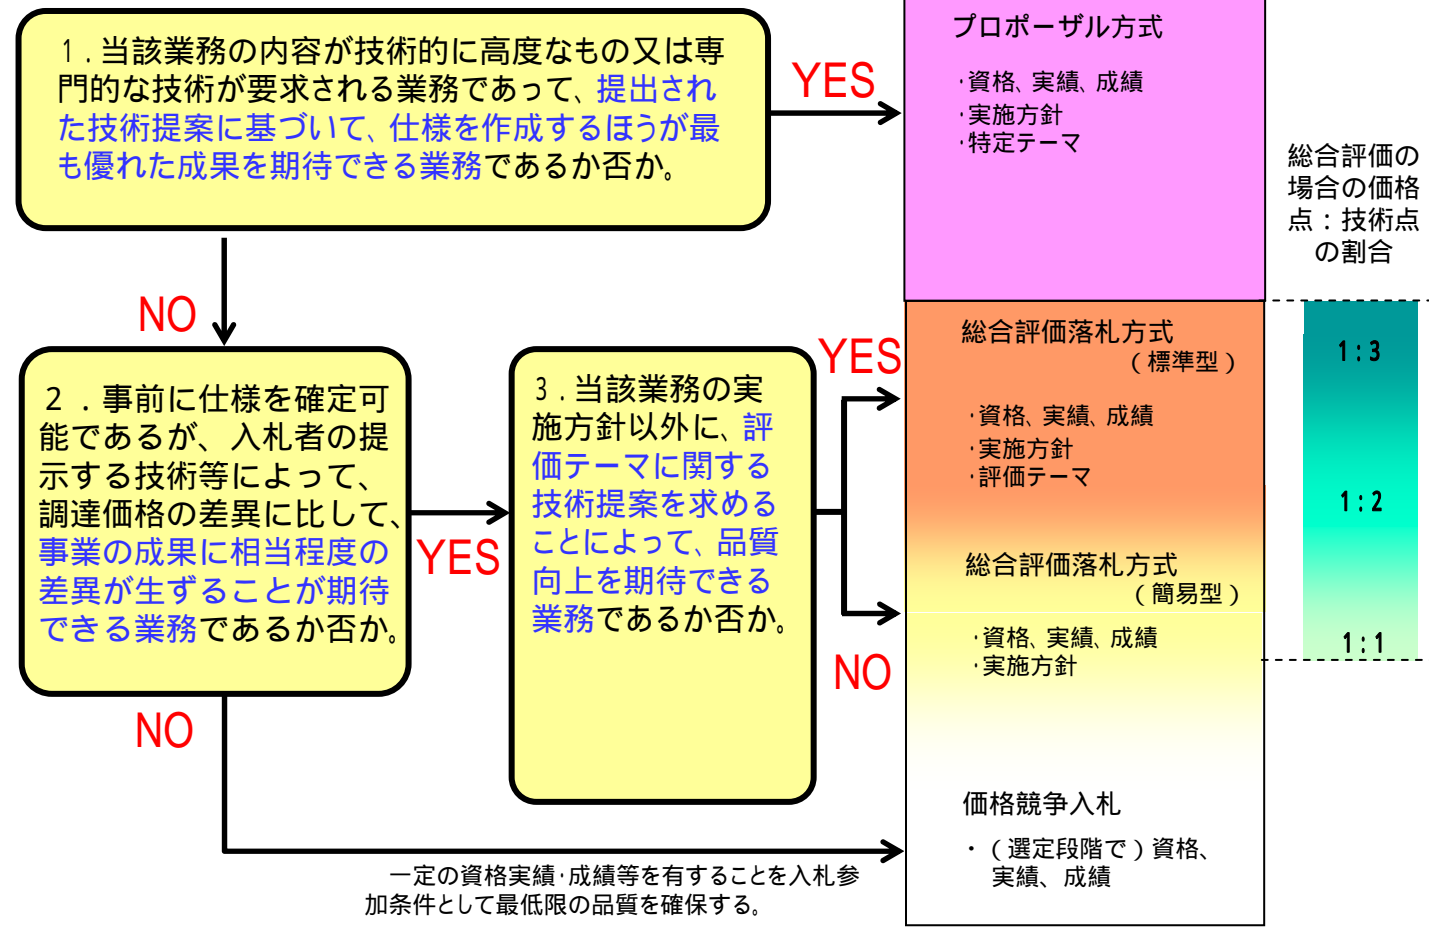 1．当該業務の内容が技術的に高度なもの又は専
門的な技術が要求される業務であって、提出され
た技術提案に基づいて、仕様を作成するほうが最
も優れた成果を期待できる業務であるか否か。
YES
NO
2　．事前に仕様を確定可
能であるが、入札者の提
示する技術等によって、
調達価格の差異に比して、
事業の成果に相当程度の
差異が生ずることが期待
できる業務であるか否か。
YES
NO
3．当該業務の実
施方針以外に、評
価テーマに関する
技術提案を求める
ことによって、品質
向上を期待できる
業務であるか否か。
YES
NO
一定の資格実績・成績等を有することを入札参
加条件として最低限の品質を確保する。
プロポーザル方式
・資格、実績、成績
・実施方針
・特定テーマ
総合評価落札方式
（標準型）
・資格、実績、成績
・実施方針
・評価テーマ
総合評価落札方式
（簡易型）
・資格、実績、成績
・実施方針
価格競争入札
・（選定段階で）資格、
実績、成績
総合評価の
場合の価格
点：技術点
の割合
1：3
1：2
1：1